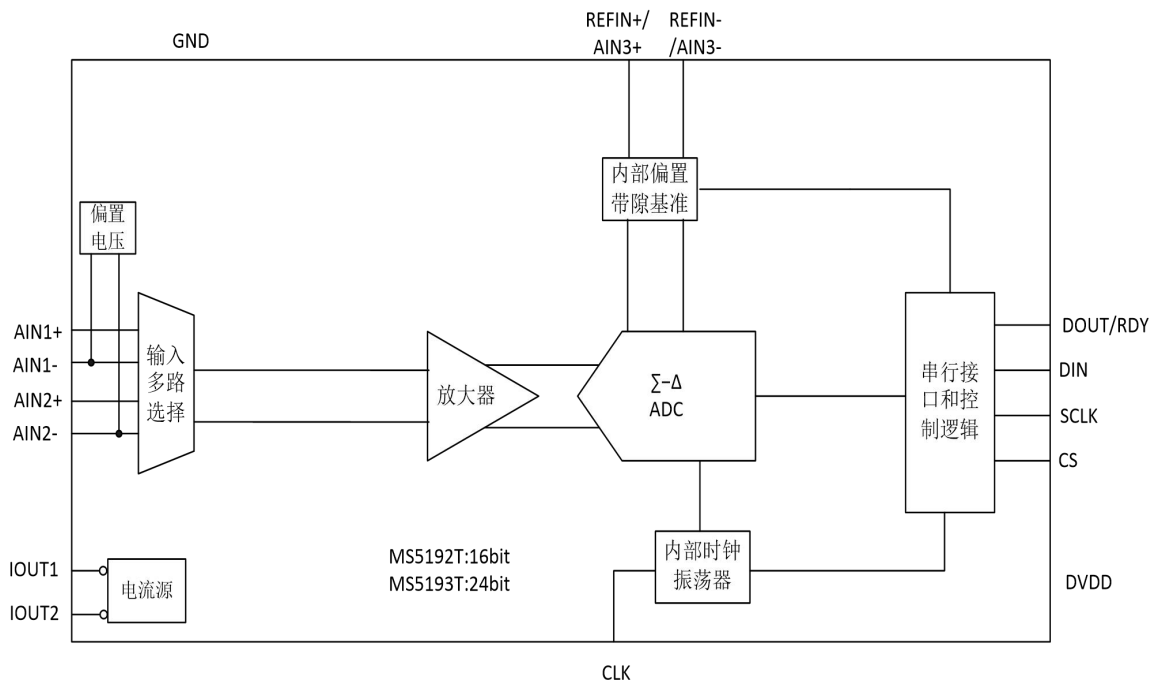 REFIN+/
AIN3+
REFIN-
/AIN3-
GND
内部偏置
带隙基准
偏置
电压
AIN1+
AIN1-
AIN2+
AIN2-
输入
多路
选择
放大器
∑-Δ
ADC
串行接
口和控
制逻辑
DOUT/RDY
DIN
SCLK
CS
IOUT1
IOUT2
电流源
MS5192T:16bit
MS5193T:24bit
内部时钟
振荡器
DVDD
CLK